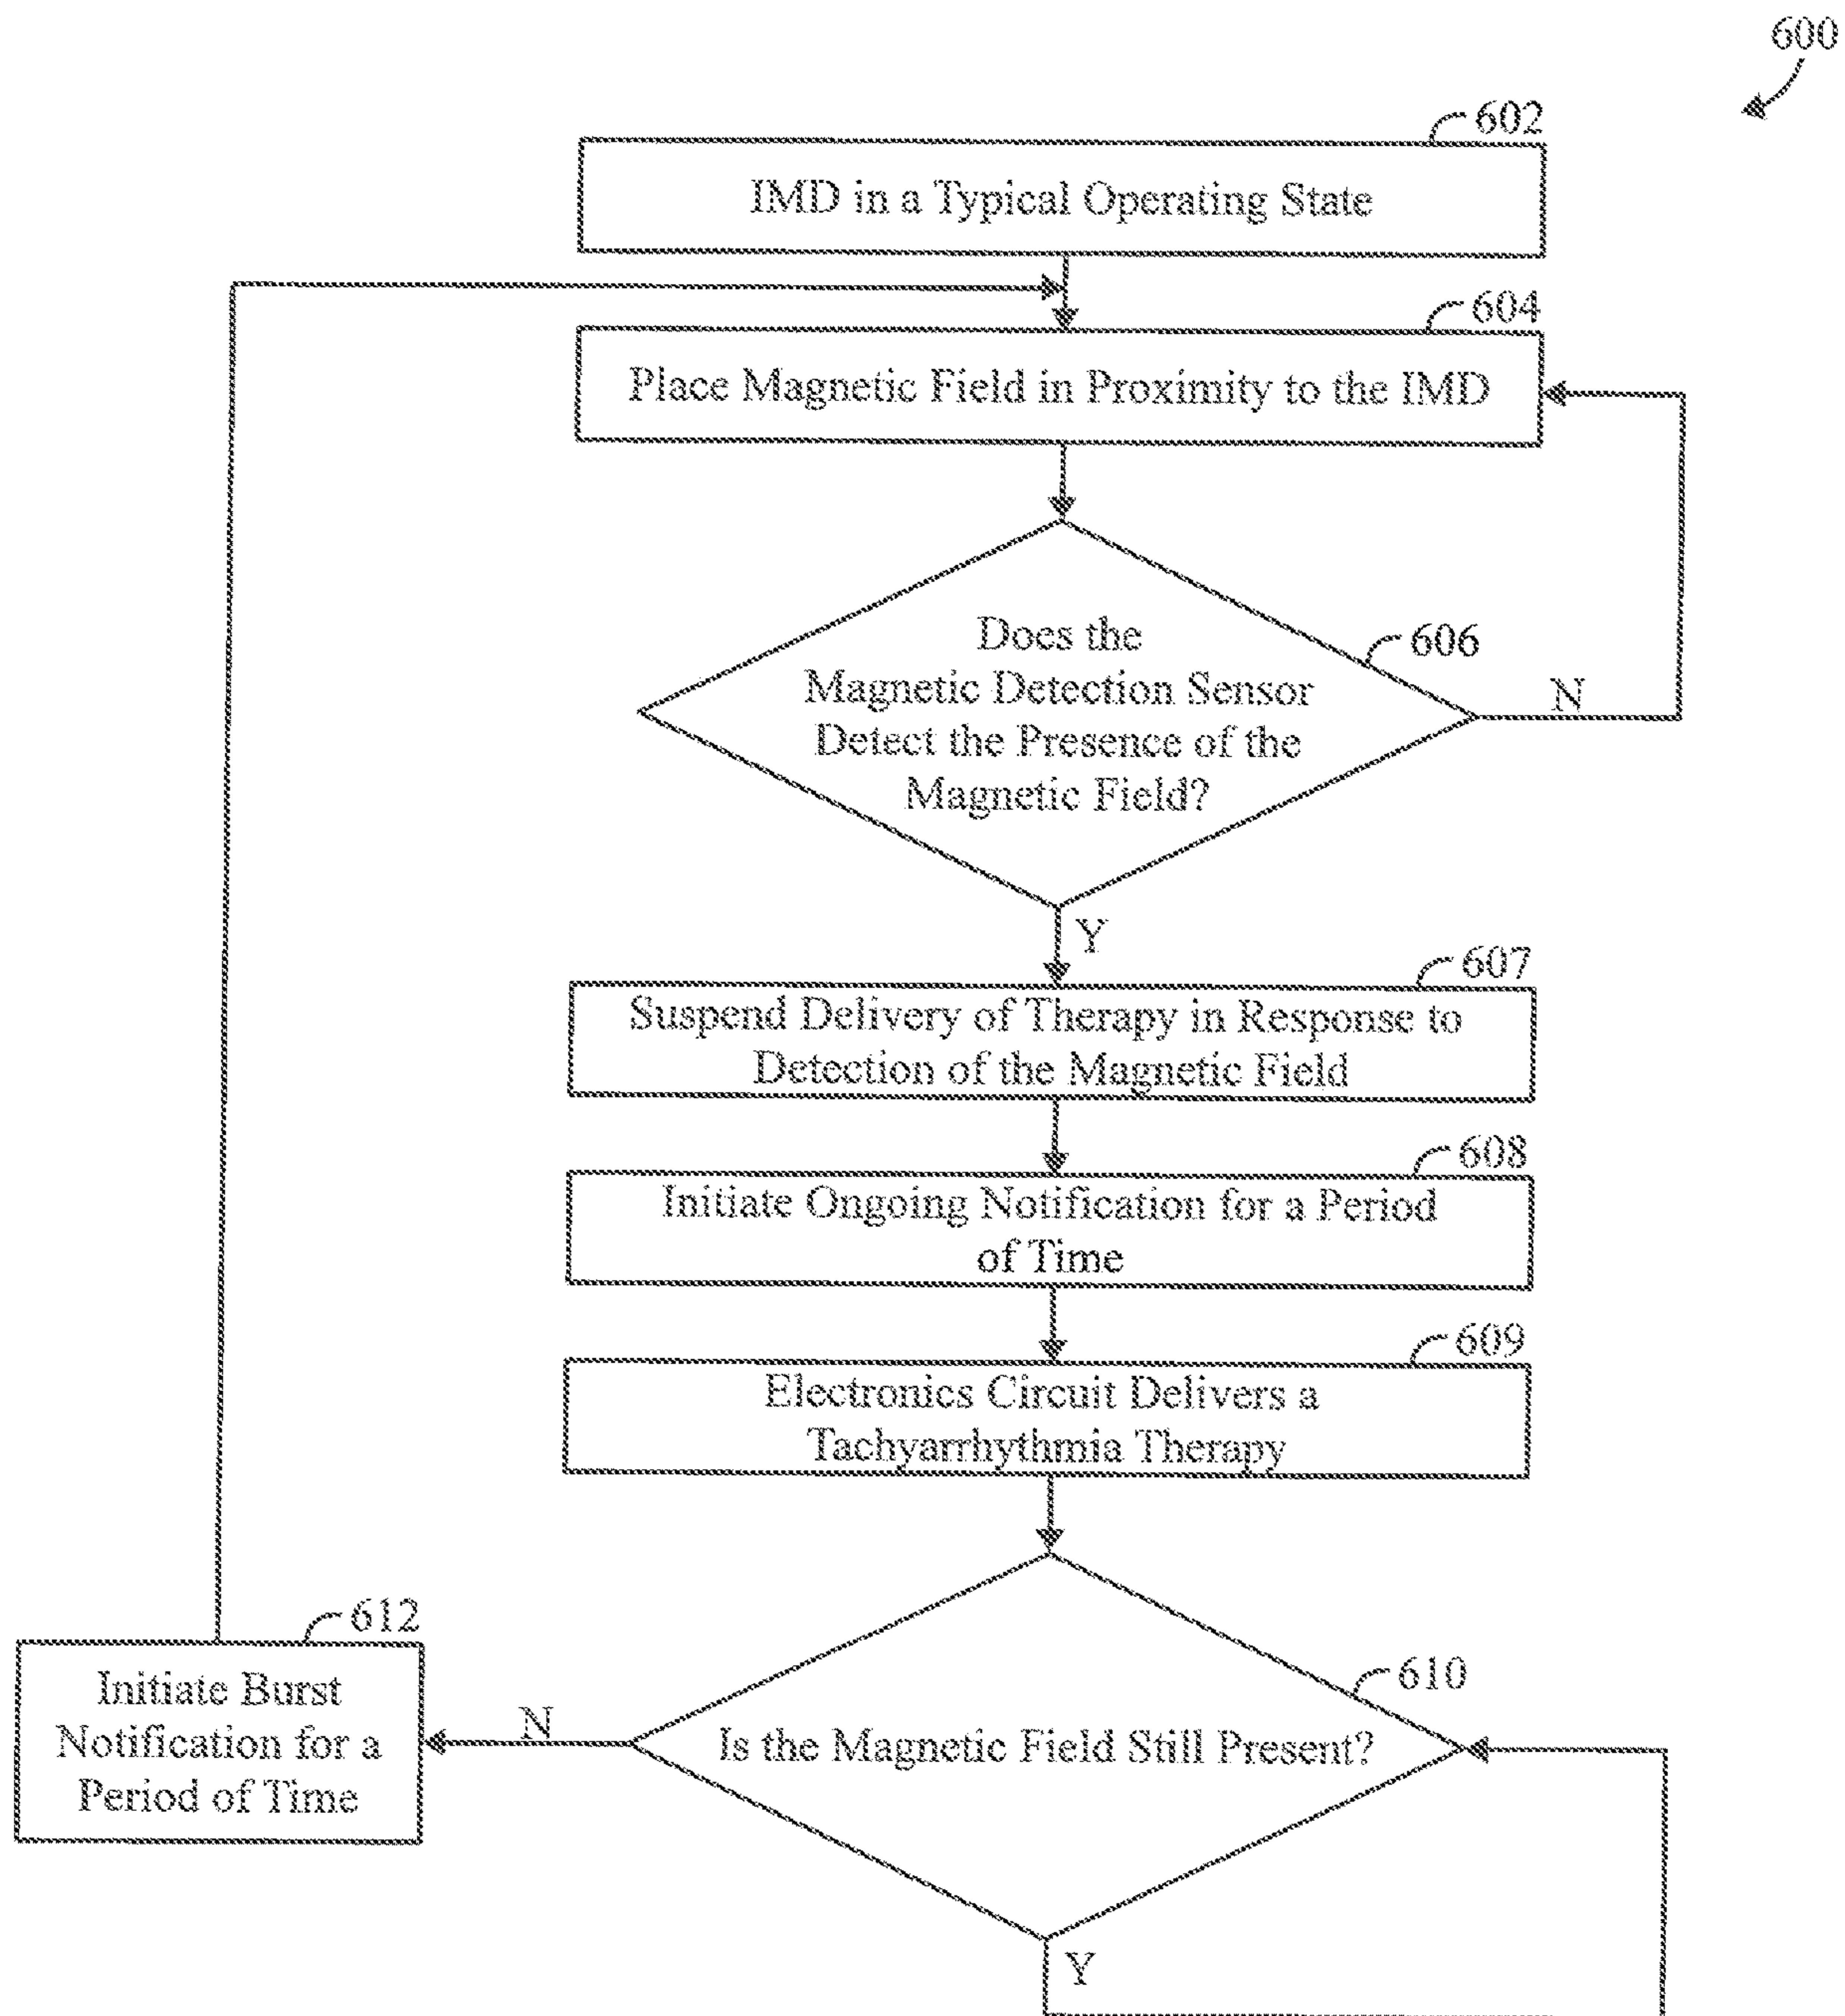 600
602
IMD in a Typical Operating State
604
Place Magnetic Field in Proximity to the IMD
Does the
Magnetic Detection Sensor
Detect the Presence of the
Magnetic Field?
606
N
Y
607
Suspend Delivery of Therapy in Response to
Detection of the Magnetic Field
608
Initiate Ongoing Notification for a Period
of Time
609
Electronics Circuit Delivers a
Tachyarrhythmia Therapy
612
Initiate Burst
Notification for a
Period of Time
N
610
Is the Magnetic Field Still Present?
Y